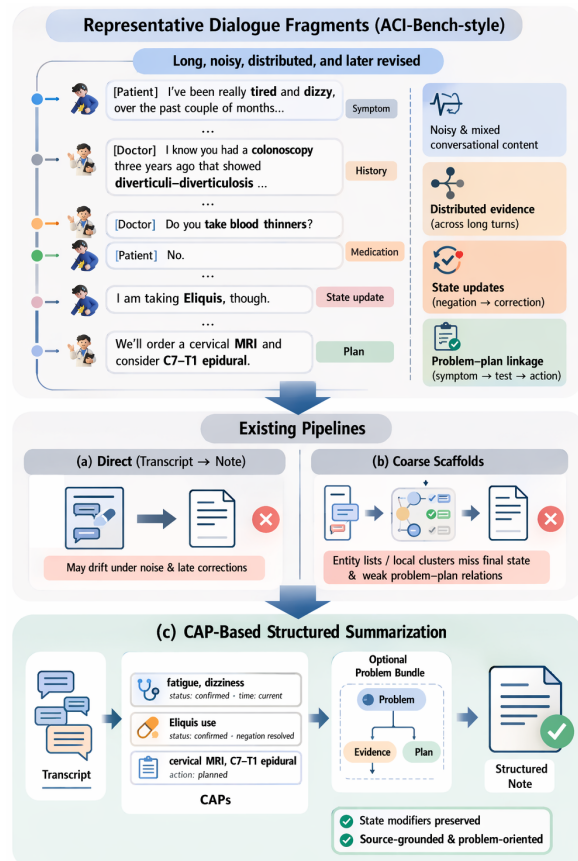 Representative Dialogue Fragments (ACI-Bench-style)
Long, noisy, distributed, and later revised
[Patient] I've been really tired and dizzy,
over the past couple of months...
Symptom
...
[Doctor] I know you had a colonoscopy
three years ago that showed
diverticuli–diverticulosis ...
History
...
[Doctor] Do you take blood thinners?
[Patient] No.
Medication
...
I am taking Eliquis, though.
State update
...
We'll order a cervical MRI and
consider C7–T1 epidural.
Plan
Noisy & mixed
conversational content
Distributed evidence
(across long turns)
State updates
(negation → correction)
Problem–plan linkage
(symptom → test → action)
Existing Pipelines
(a) Direct (Transcript → Note)
May drift under noise & late corrections
(b) Coarse Scaffolds
Entity lists / local clusters miss final state
& weak problem–plan relations
(c) CAP-Based Structured Summarization
Transcript
fatigue, dizziness
status: confirmed · time: current
Eliquis use
status: confirmed · negation resolved
cervical MRI, C7–T1 epidural
action: planned
CAPs
Optional
Problem Bundle
Problem
Evidence
Plan
Structured
Note
State modifiers preserved
Source-grounded & problem-oriented